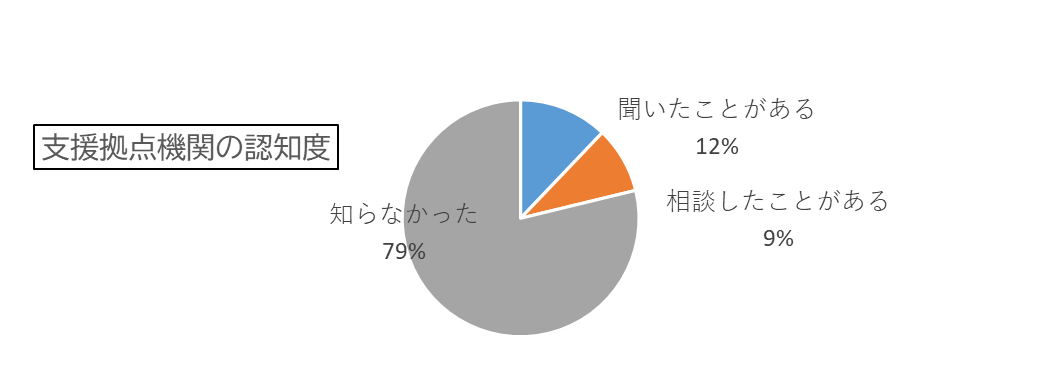 支援拠点機関の認知度
聞いたことがある
12%
相談したことがある
9%
知らなかった
79%